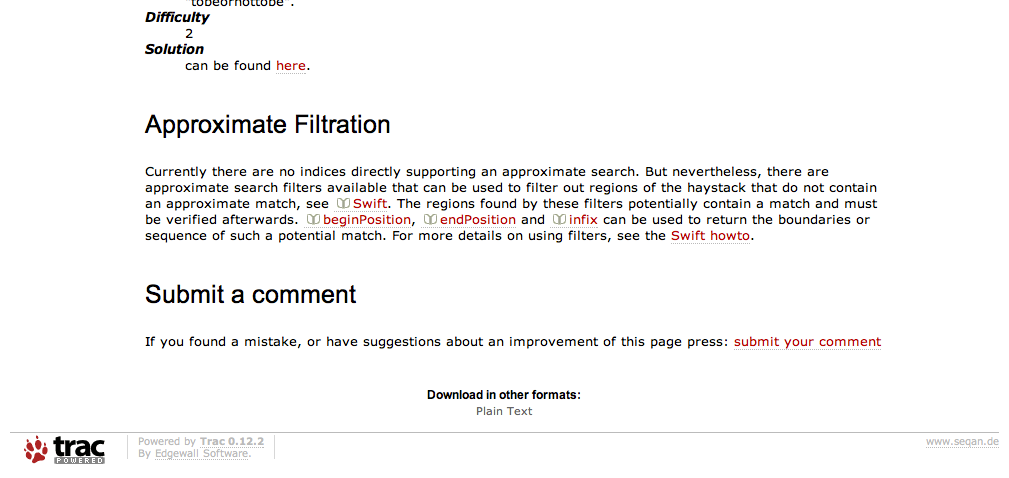 "tobeornottobe".
Difficulty
2
Solution
can be found here.
Approximate Filtration
Currently there are no indices directly supporting an approximate search. But nevertheless, there are
approximate search filters available that can be used to filter out regions of the haystack that do not contain
an approximate match, see Swift. The regions found by these filters potentially contain a match and must
be verified afterwards. beginPosition, endPosition and infix can be used to return the boundaries or
sequence of such a potential match. For more details on using filters, see the Swift howto.
Submit a comment
If you found a mistake, or have suggestions about an improvement of this page press: submit your comment
Download in other formats:
Plain Text
trac
POWERED
Powered by Trac 0.12.2
By Edgewall Software.
www.seqan.de